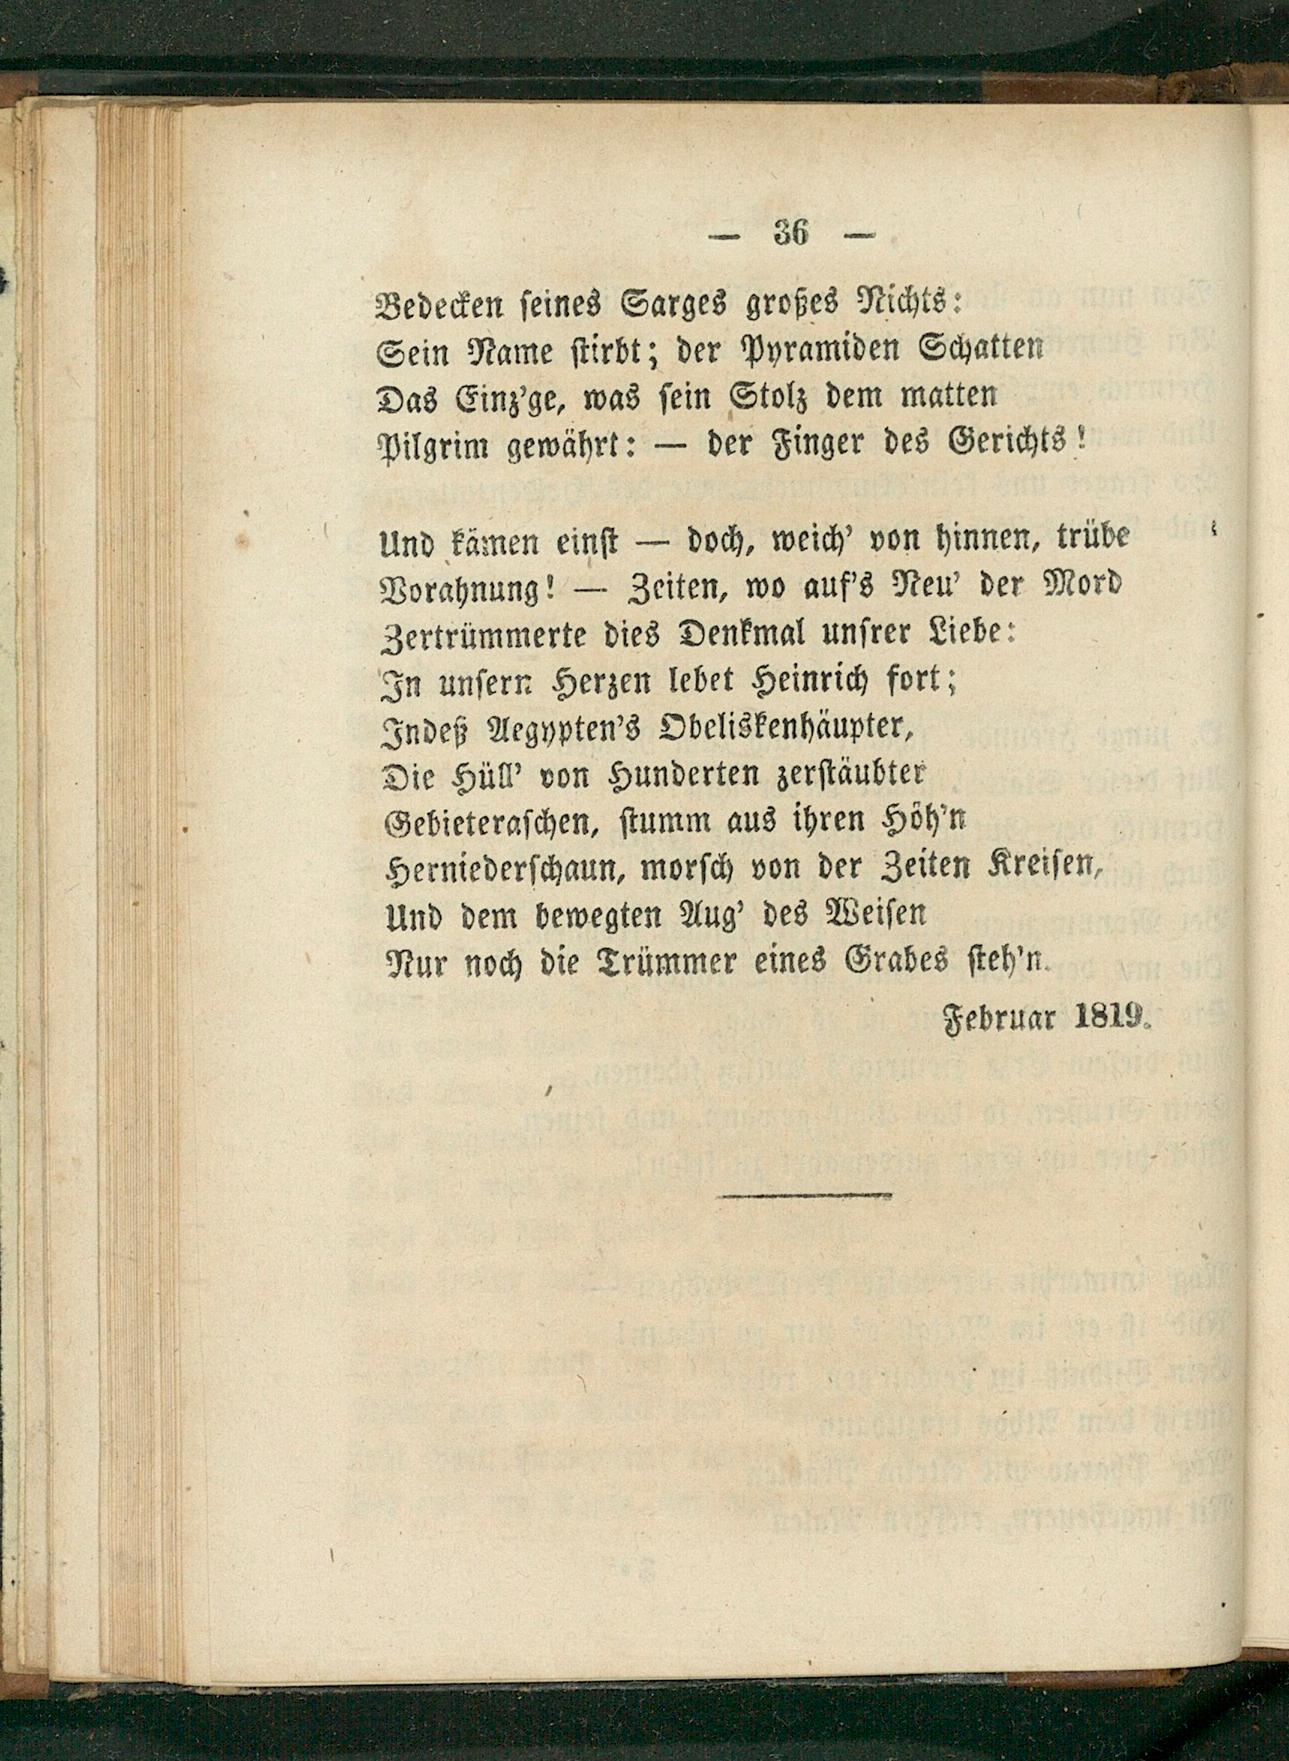 — 36 —
Bedecken seines Sarges großes Nichts:
Sein Name stirbt; der Pyramiden Schatten
Das Einz'ge, was sein Stolz dem matten
Pilgrim gewährt: — der Finger des Gerichts!
Und kämen einst — doch, weich' von hinnen, trübe
Vorahnung! — Zeiten, wo auf's Neu' der Mord
Zertrümmerte dies Denkmal unsrer Liebe:
In unsern Herzen lebet Heinrich fort;
Indeß Aegypten's Obeliskenhäupter,
Die Hüll' von Hunderten zerstäubter
Gebieteraschen, stumm aus ihren Höh'n
Herniederschaun, morsch von der Zeiten Kreisen,
Und dem bewegten Aug' des Weisen
Nur noch die Trümmer eines Grabes steh'n.
Februar 1819.